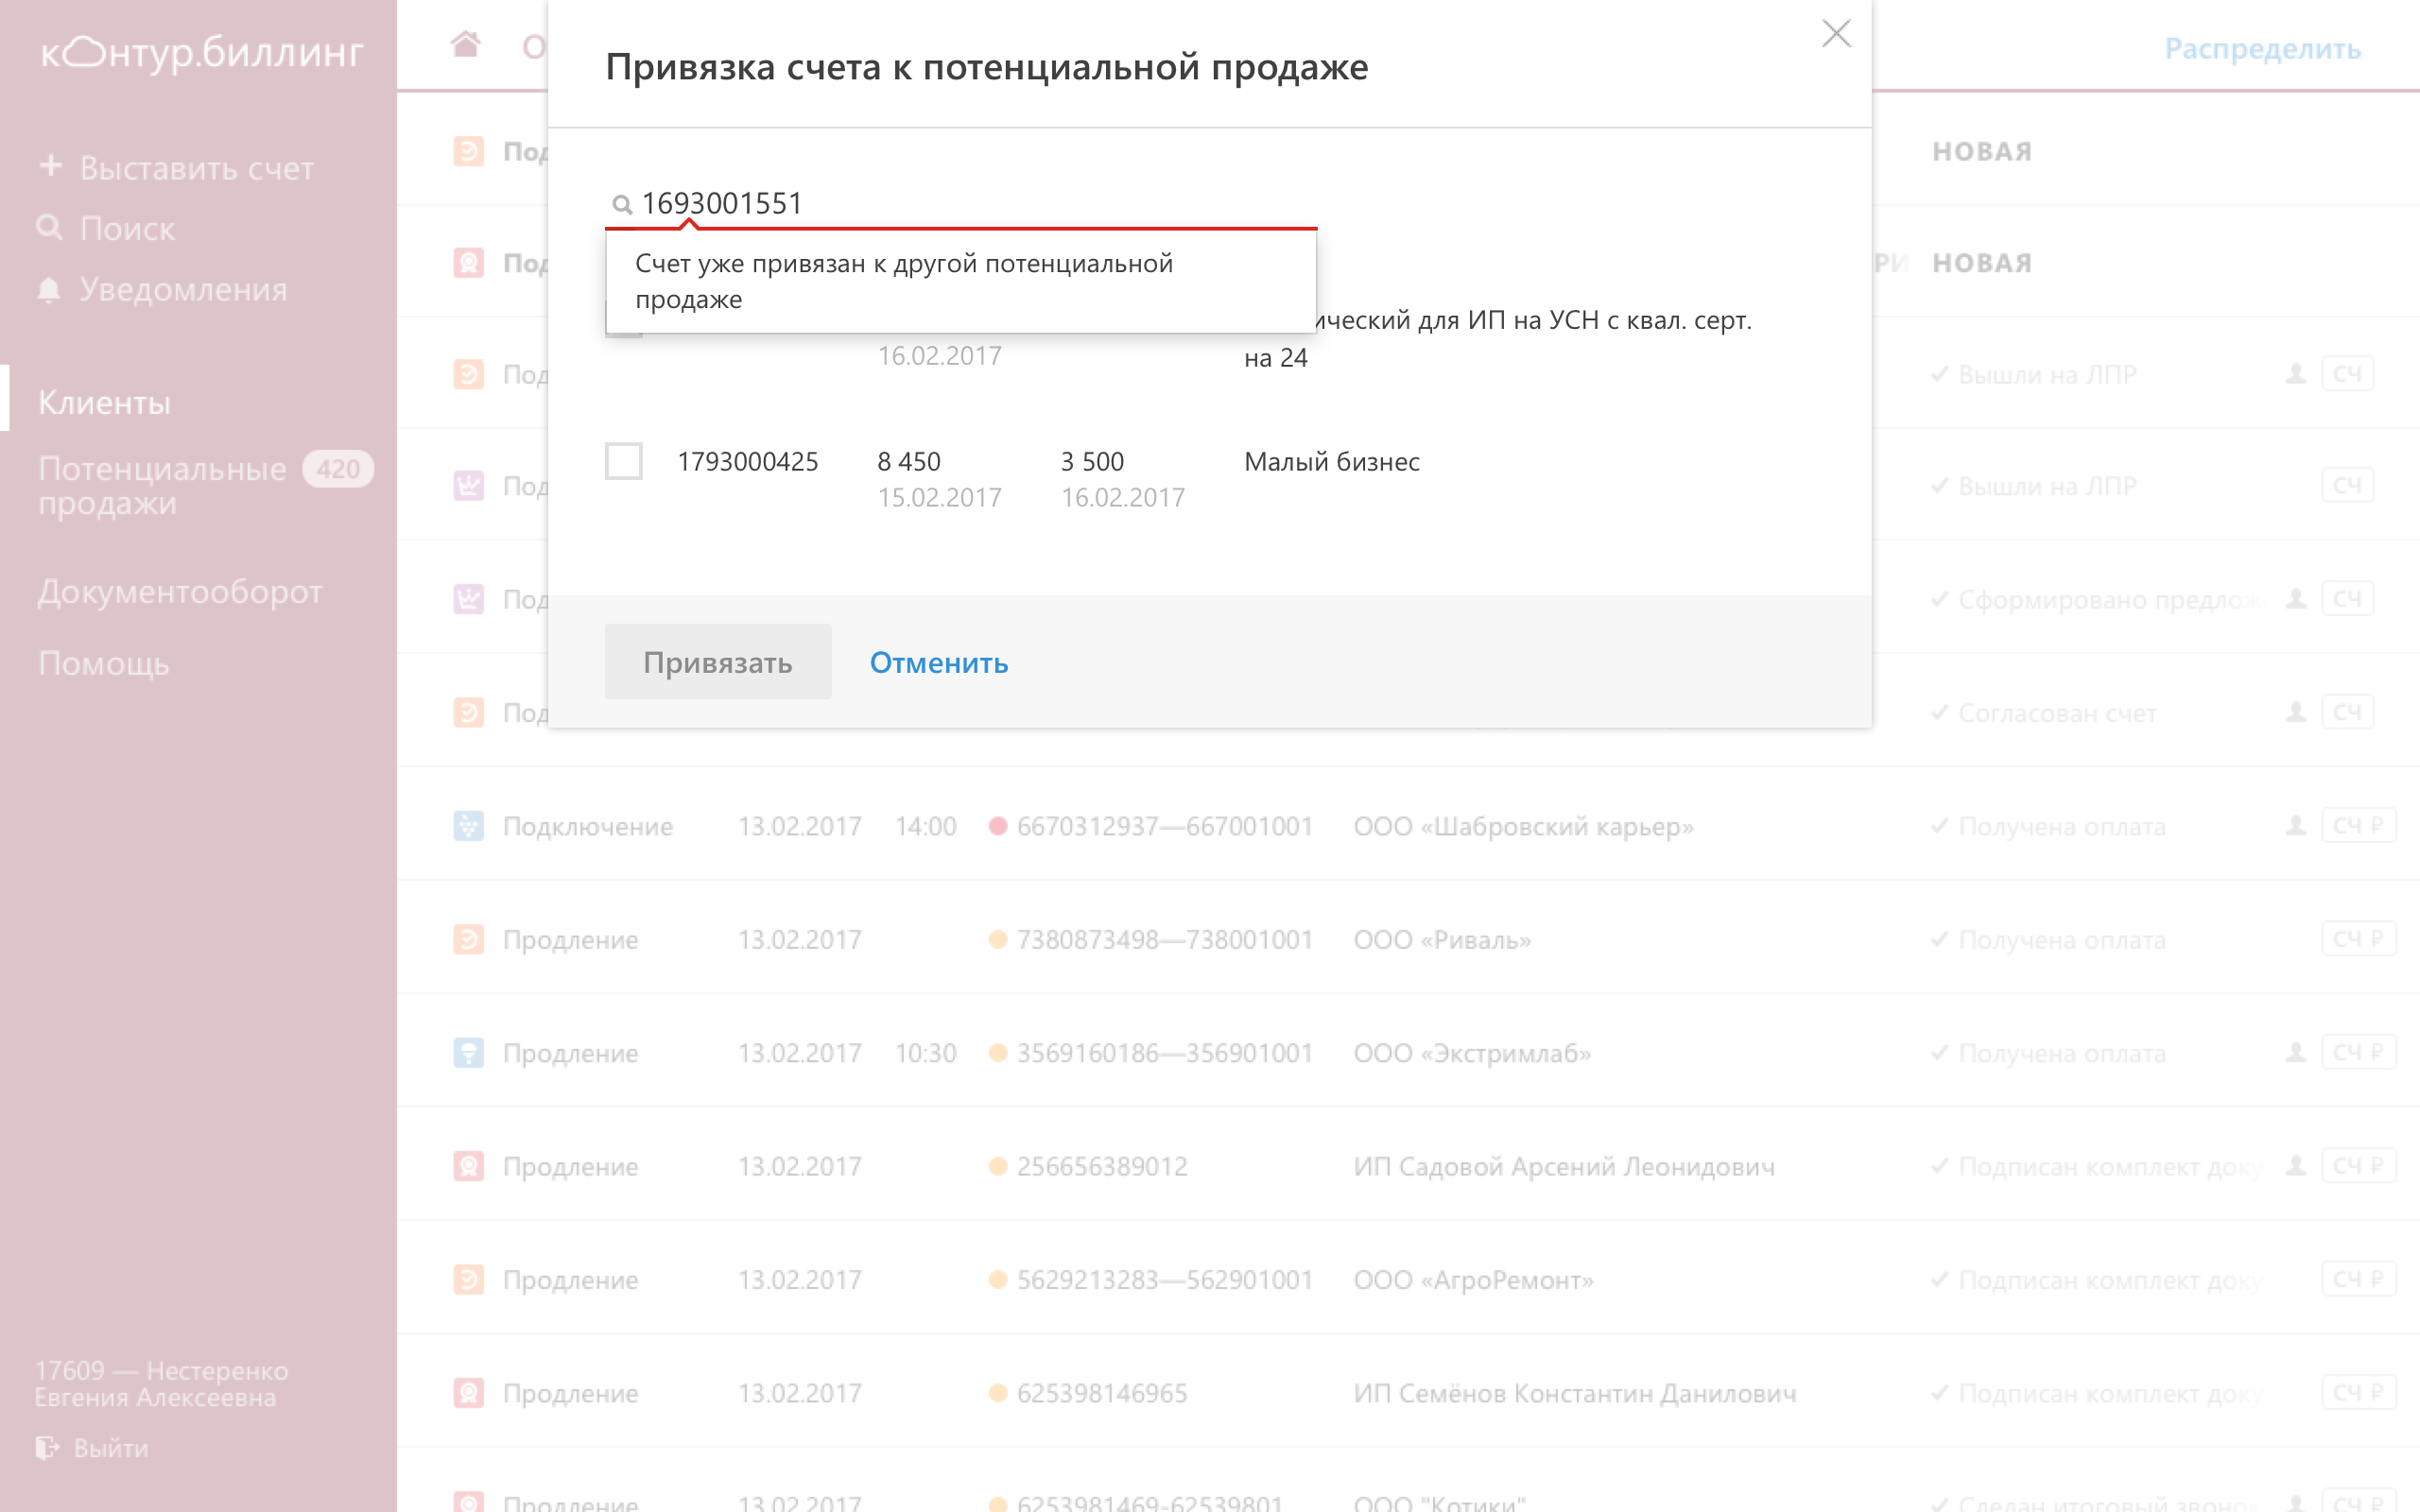 контур.биллинг
+ Выставить счет
Поиск
Уведомления
Клиенты
Потенциальные 420
продажи
Документооборот
Помощь
17609 — Нестеренко
Евгения Алексеевна
Выйти
О
Распределить
Привязка счета к потенциальной продаже
1693001551
Счет уже привязан к другой потенциальной
продаже
ический для ИП на УСН с квал. серт.
16.02.2017
на 24
1793000425 8 450 3 500 Малый бизнес
15.02.2017 16.02.2017
Привязать Отменить
Под НОВАЯ
Под РИ НОВАЯ
Под Вышли на ЛПР СЧ
Под Вышли на ЛПР СЧ
Под Сформировано предлож СЧ
Под Согласован счет СЧ
Подключение 13.02.2017 14:00 6670312937—667001001 ООО «Шабровский карьер» Получена оплата СЧ ₽
Продление 13.02.2017 7380873498—738001001 ООО «Риваль» Получена оплата СЧ ₽
Продление 13.02.2017 10:30 3569160186—356901001 ООО «Экстримлаб» Получена оплата СЧ ₽
Продление 13.02.2017 256656389012 ИП Садовой Арсений Леонидович Подписан комплект доку СЧ ₽
Продление 13.02.2017 5629213283—562901001 ООО «АгроРемонт» Подписан комплект доку СЧ ₽
Продление 13.02.2017 625398146965 ИП Семёнов Константин Данилович Подписан комплект доку СЧ ₽
Продление 13.02.2017 6253981469-62539801 ООО "Котики" Сделан итоговый звоно СЧ ₽